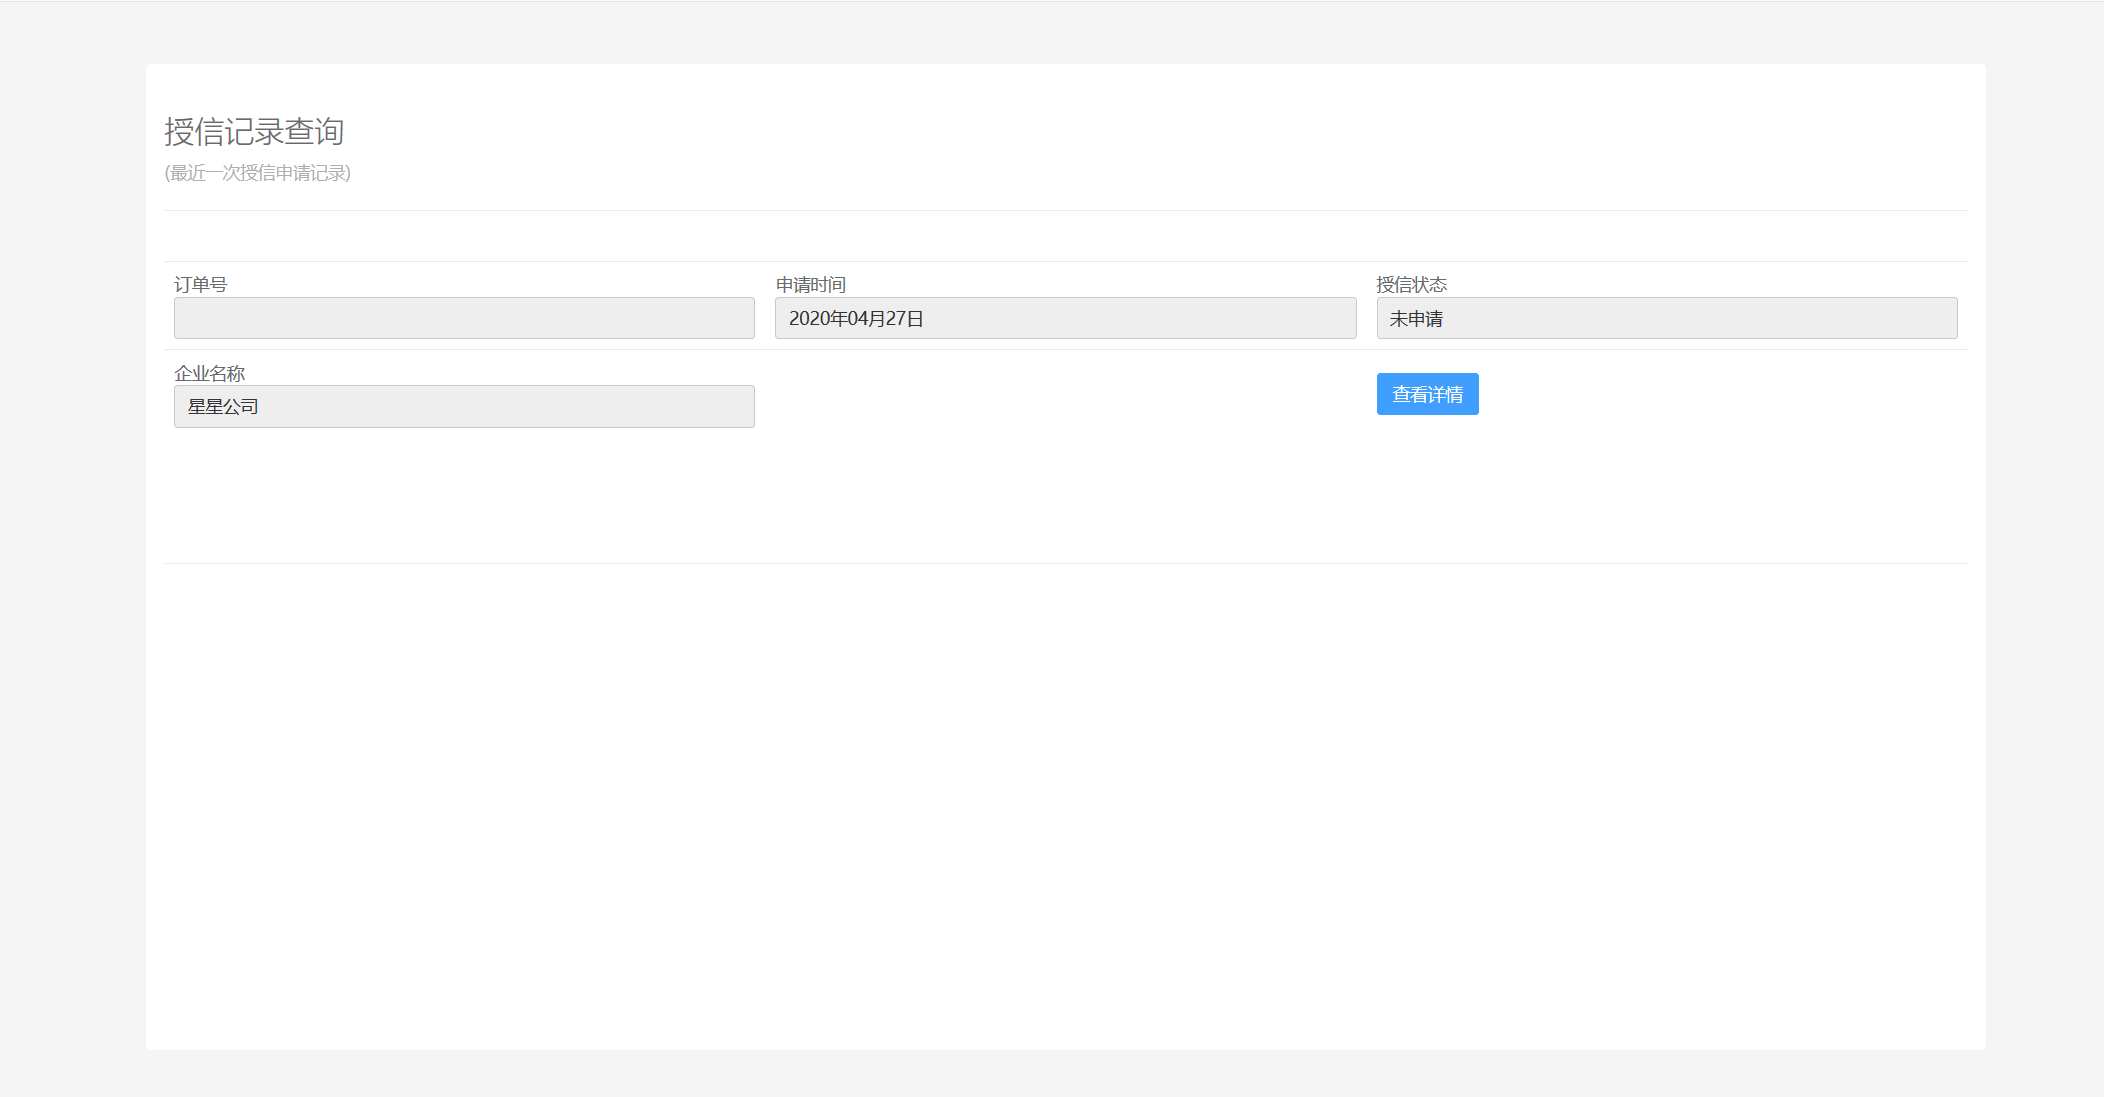 授信记录查询
(最近一次授信申请记录)
订单号
申请时间
授信状态
2020年04月27日
未申请
企业名称
星星公司
查看详情